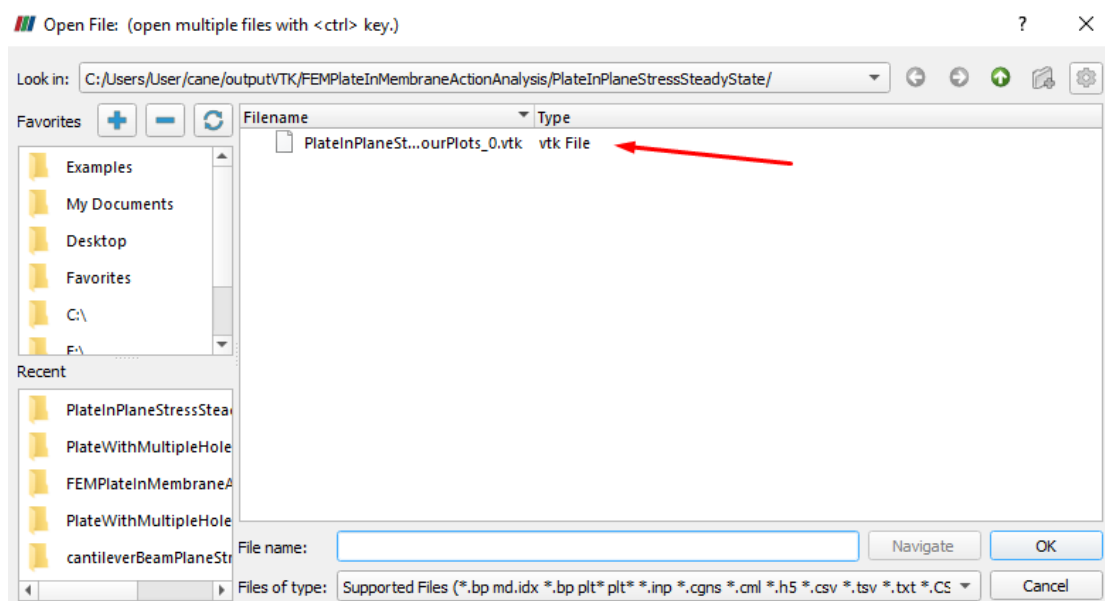 Open File: (open multiple files with <ctrl> key.)
?
Look in: C:/Users/User/cane/outputVTK/FEMPlateInMembraneActionAnalysis/PlateInPlaneStressSteadyState/
Favorites
Filename Type
PlateInPlaneSt...ourPlots_0.vtk vtk File
Examples
My Documents
Desktop
Favorites
C:\
Recent
PlateInPlaneStressStea
PlateWithMultipleHole
FEMPlateInMembraneA
PlateWithMultipleHole
cantileverBeamPlaneStr
File name: Navigate OK
Files of type: Supported Files (*.bp md.idx *.bp plt* plt* *.inp *.cgns *.cml *.h5 *.csv *.tsv *.txt *.CS Cancel